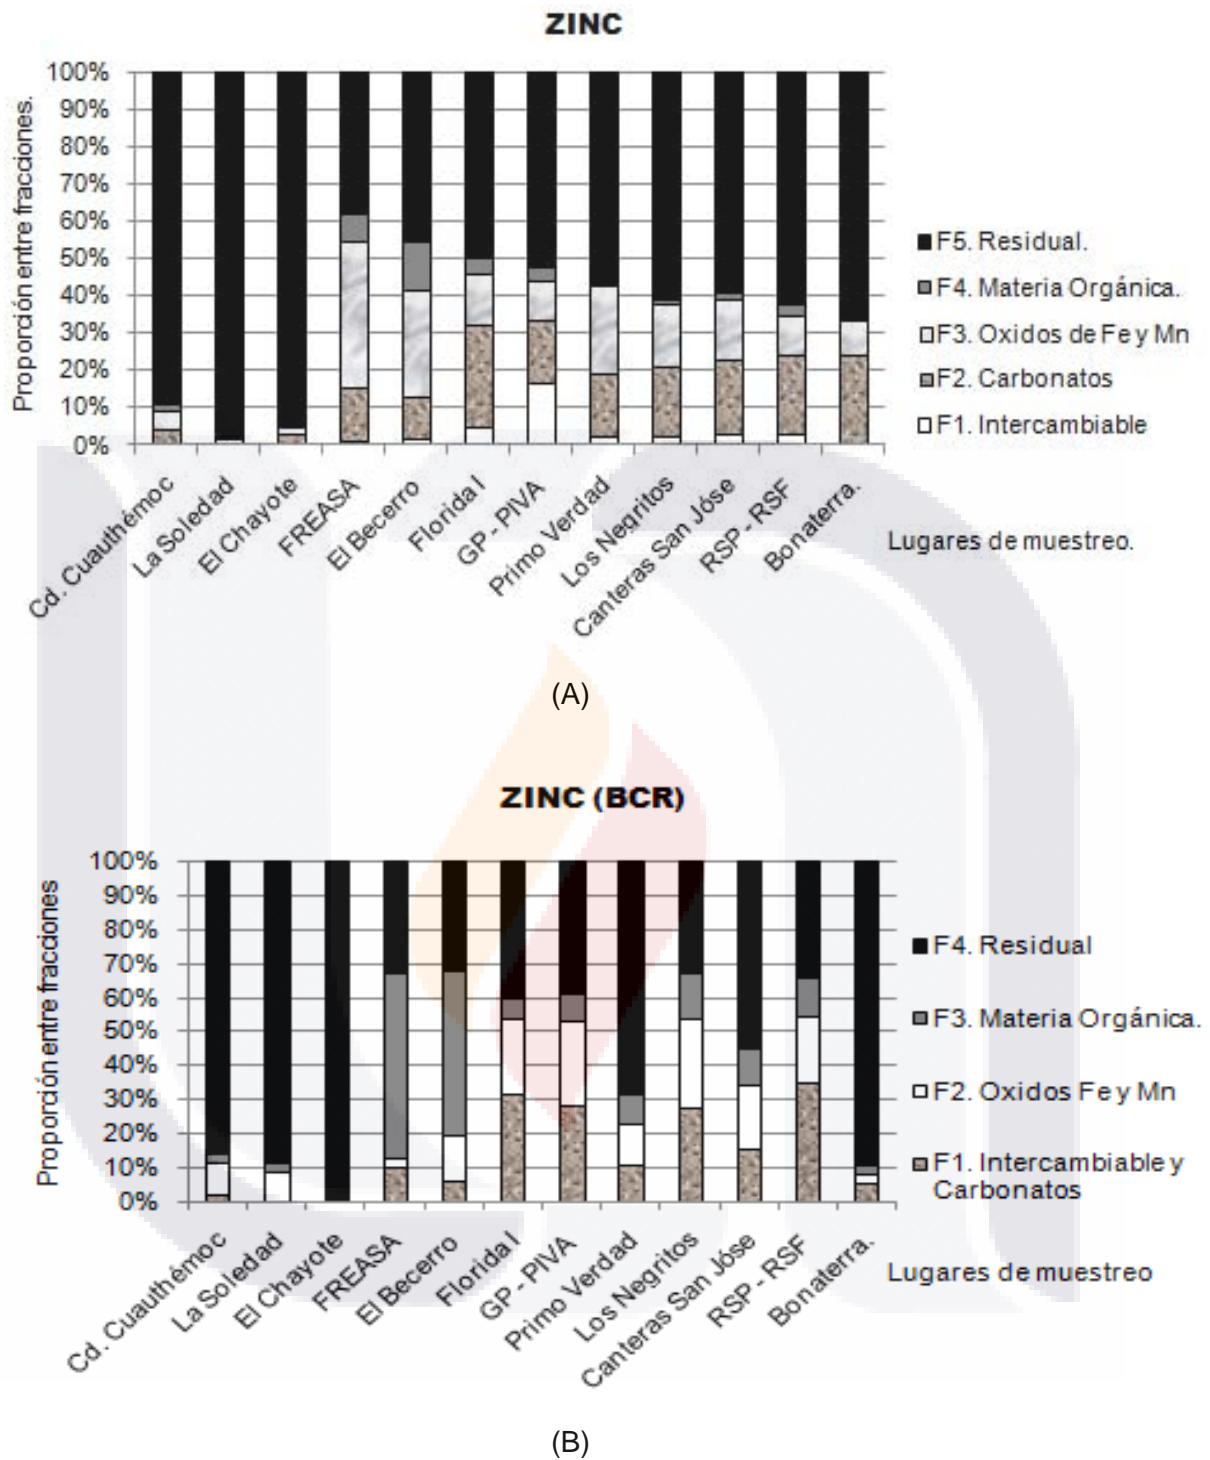 ZINC
Proporción entre fracciones.
100%
90%
80%
70%
60%
50%
40%
30%
20%
10%
0%
Cd. Cuauthémoc
La Soledad
El Chayote
FREASA
El Becerro
Florida I
GP - PIVA
Primo Verdad
Los Negritos
Canteras San Jóse
RSP - RSF
Bonaterra.
Lugares de muestreo.
F5. Residual.
F4. Materia Orgánica.
F3. Oxidos de Fe y Mn
F2. Carbonatos
F1. Intercambiable
(A)
ZINC (BCR)
Proporción entre fracciones
100%
90%
80%
70%
60%
50%
40%
30%
20%
10%
0%
Cd. Cuauthémoc
La Soledad
El Chayote
FREASA
El Becerro
Florida I
GP - PIVA
Primo Verdad
Los Negritos
Canteras San Jóse
RSP - RSF
Bonaterra.
Lugares de muestreo
F4. Residual
F3. Materia Orgánica.
F2. Oxidos Fe y Mn
F1. Intercambiable y
Carbonatos
(B)